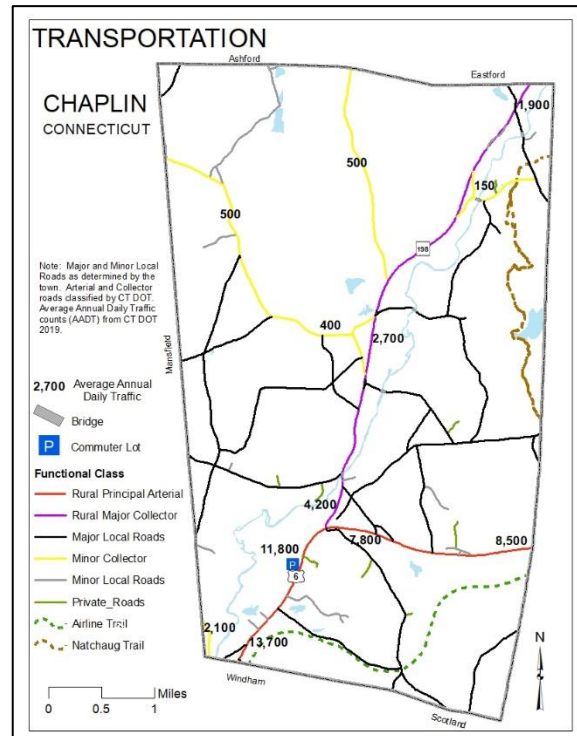 TRANSPORTATION
Ashford
Eastford
CHAPLIN
CONNECTICUT
1,900
500
150
500
198
Note: Major and Minor Local
Roads as determined by the
town. Arterial and Collector
roads classified by CT DOT.
Average Annual Daily Traffic
counts (AADT) from CT DOT
2019.
400
2,700
Mansfield
2,700 Average Annual
Daily Traffic
Bridge
P Commuter Lot
Functional Class
Rural Principal Arterial
Rural Major Collector
Major Local Roads
Minor Collector
Minor Local Roads
Private_Roads
Airline Trail
Natchaug Trail
4,200
7,800
8,500
11,800
P
6
2,100
13,700
N
0 0.5 1 Miles
Windham
Scotland